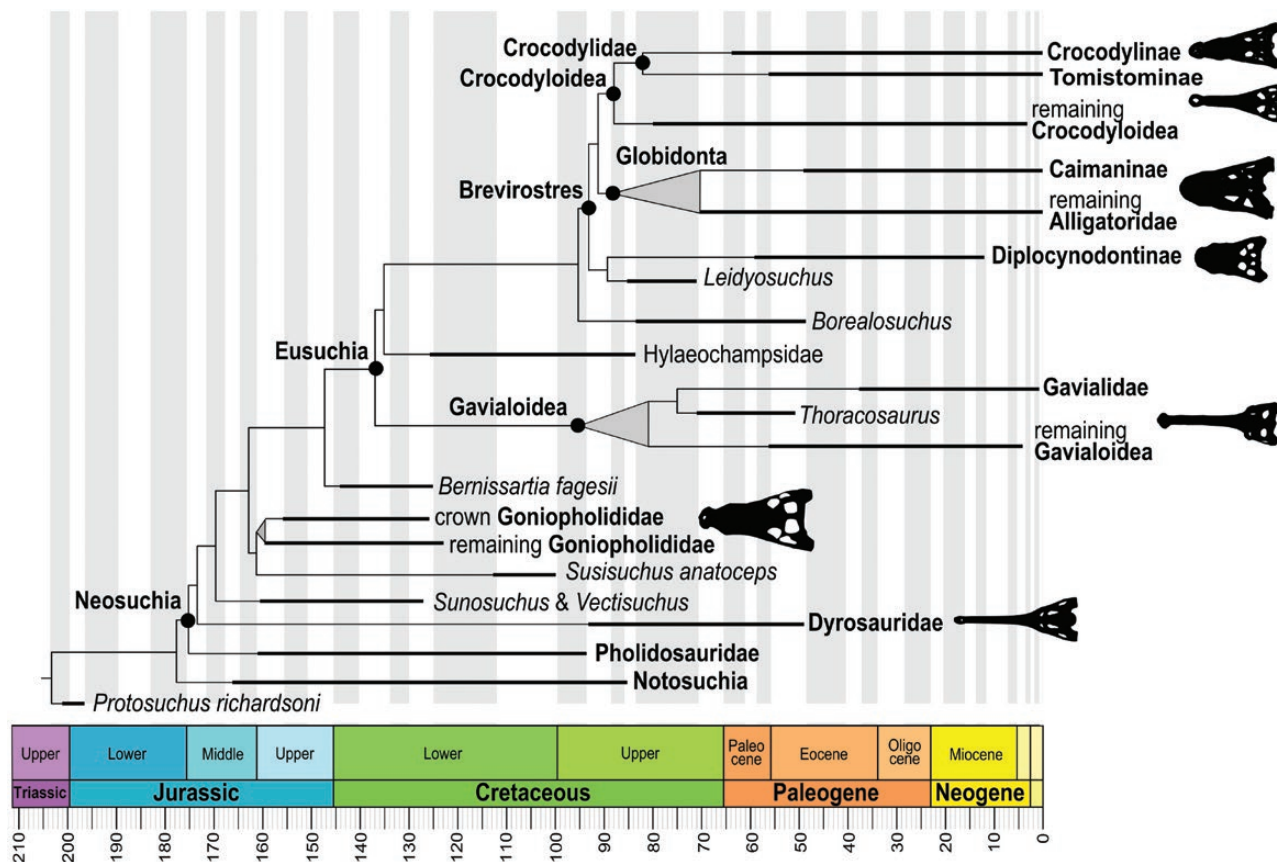 Crocodylidae
Crocodylinae
Crocodyloidea
Tomistominae
remaining
Crocodyloidea
Globidonta
Caimaninae
Brevirostres
remaining
Alligatoridae
Diplocynodontinae
Leidyosuchus
Borealosuchus
Eusuchia
Hylaeochampsidae
Gavialoidea
Gavialidae
Thoracosaurus
remaining
Gavialoidea
Bernissartia fagesii
crown Goniopholididae
remaining Goniopholididae
Susisuchus anatoceps
Neosuchia
Sunosuchus & Vectisuchus
Dyrosauridae
Pholidosauridae
Notosuchia
Protosuchus richardsoni
Upper Lower Middle Upper Lower Upper Paleo cene Eocene Oligo cene Miocene
Triassic Jurassic Cretaceous Paleogene Neogene
210 200 190 180 170 160 150 140 130 120 110 100 90 80 70 60 50 40 30 20 10 0